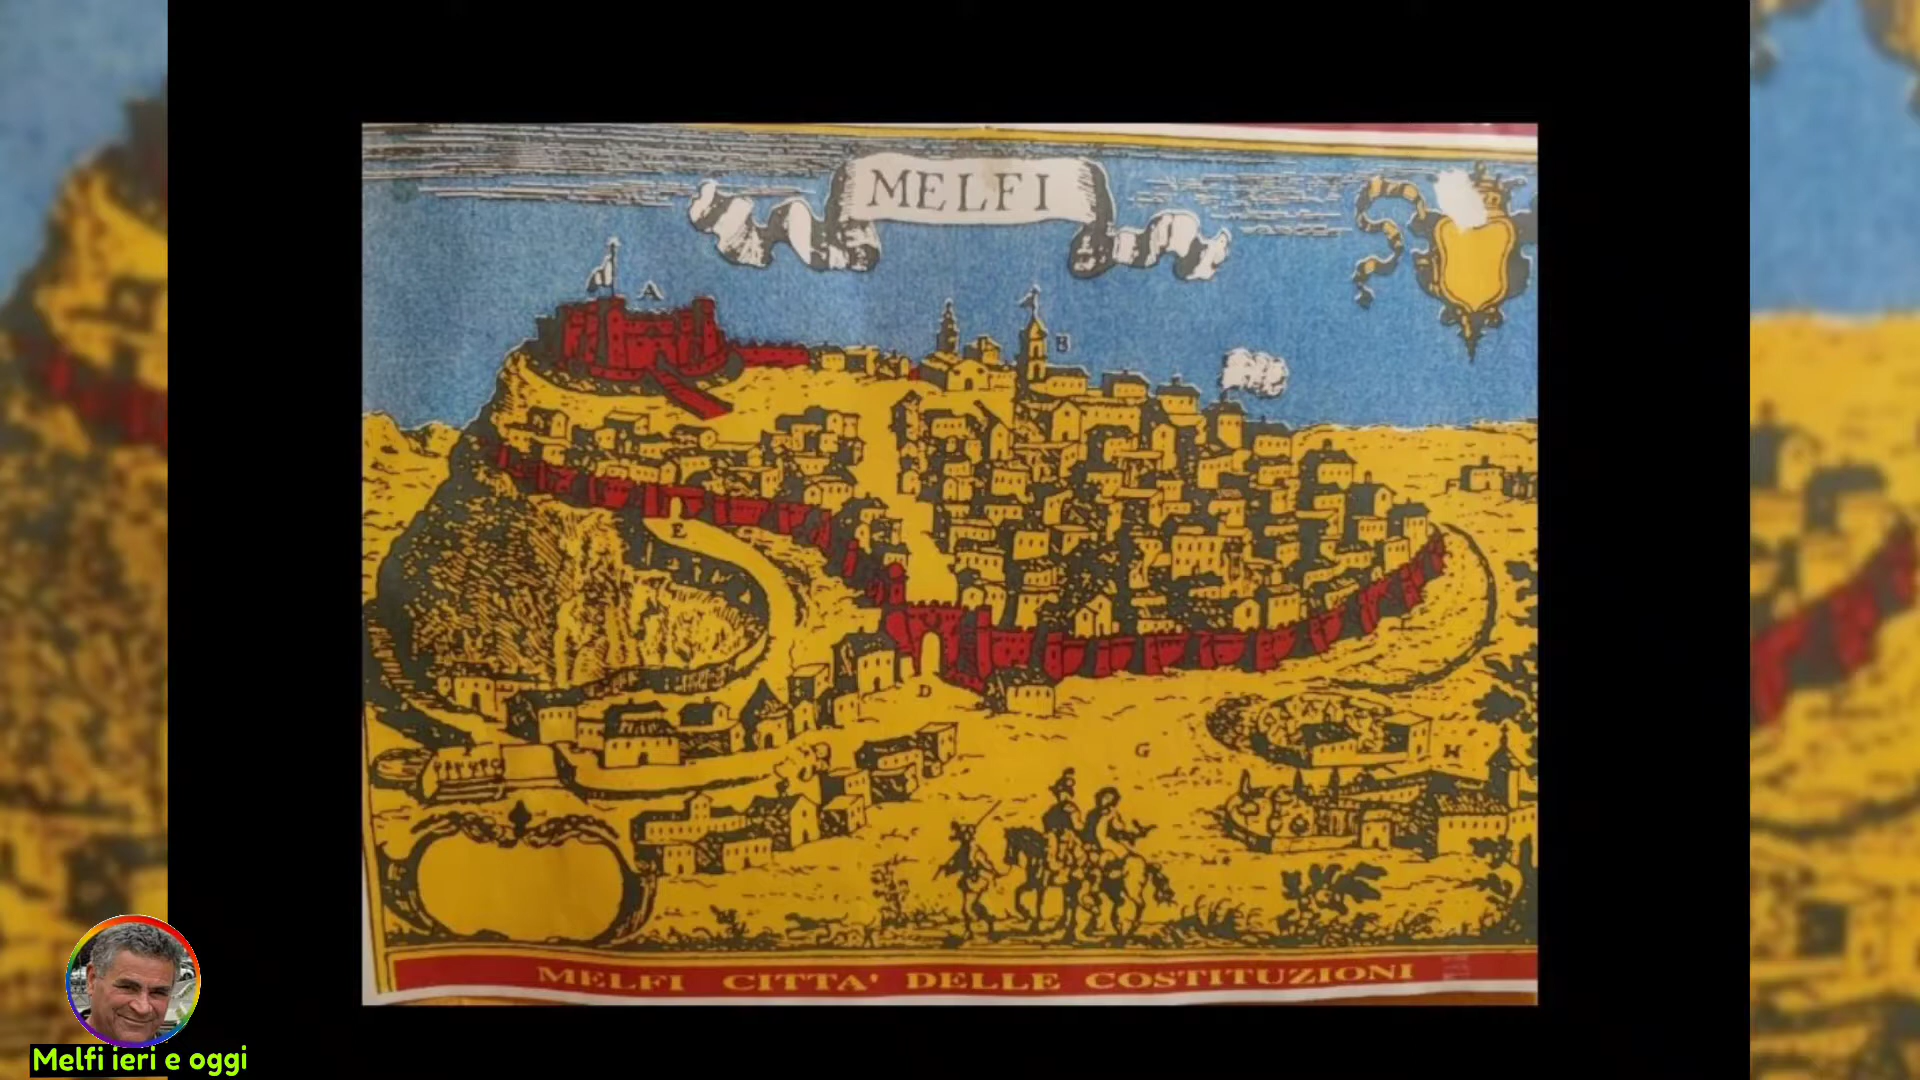 MELFI
A
B
E
D
G
H
MELFI CITTA' DELLE COSTITUZIONI
Melfi ieri e oggi